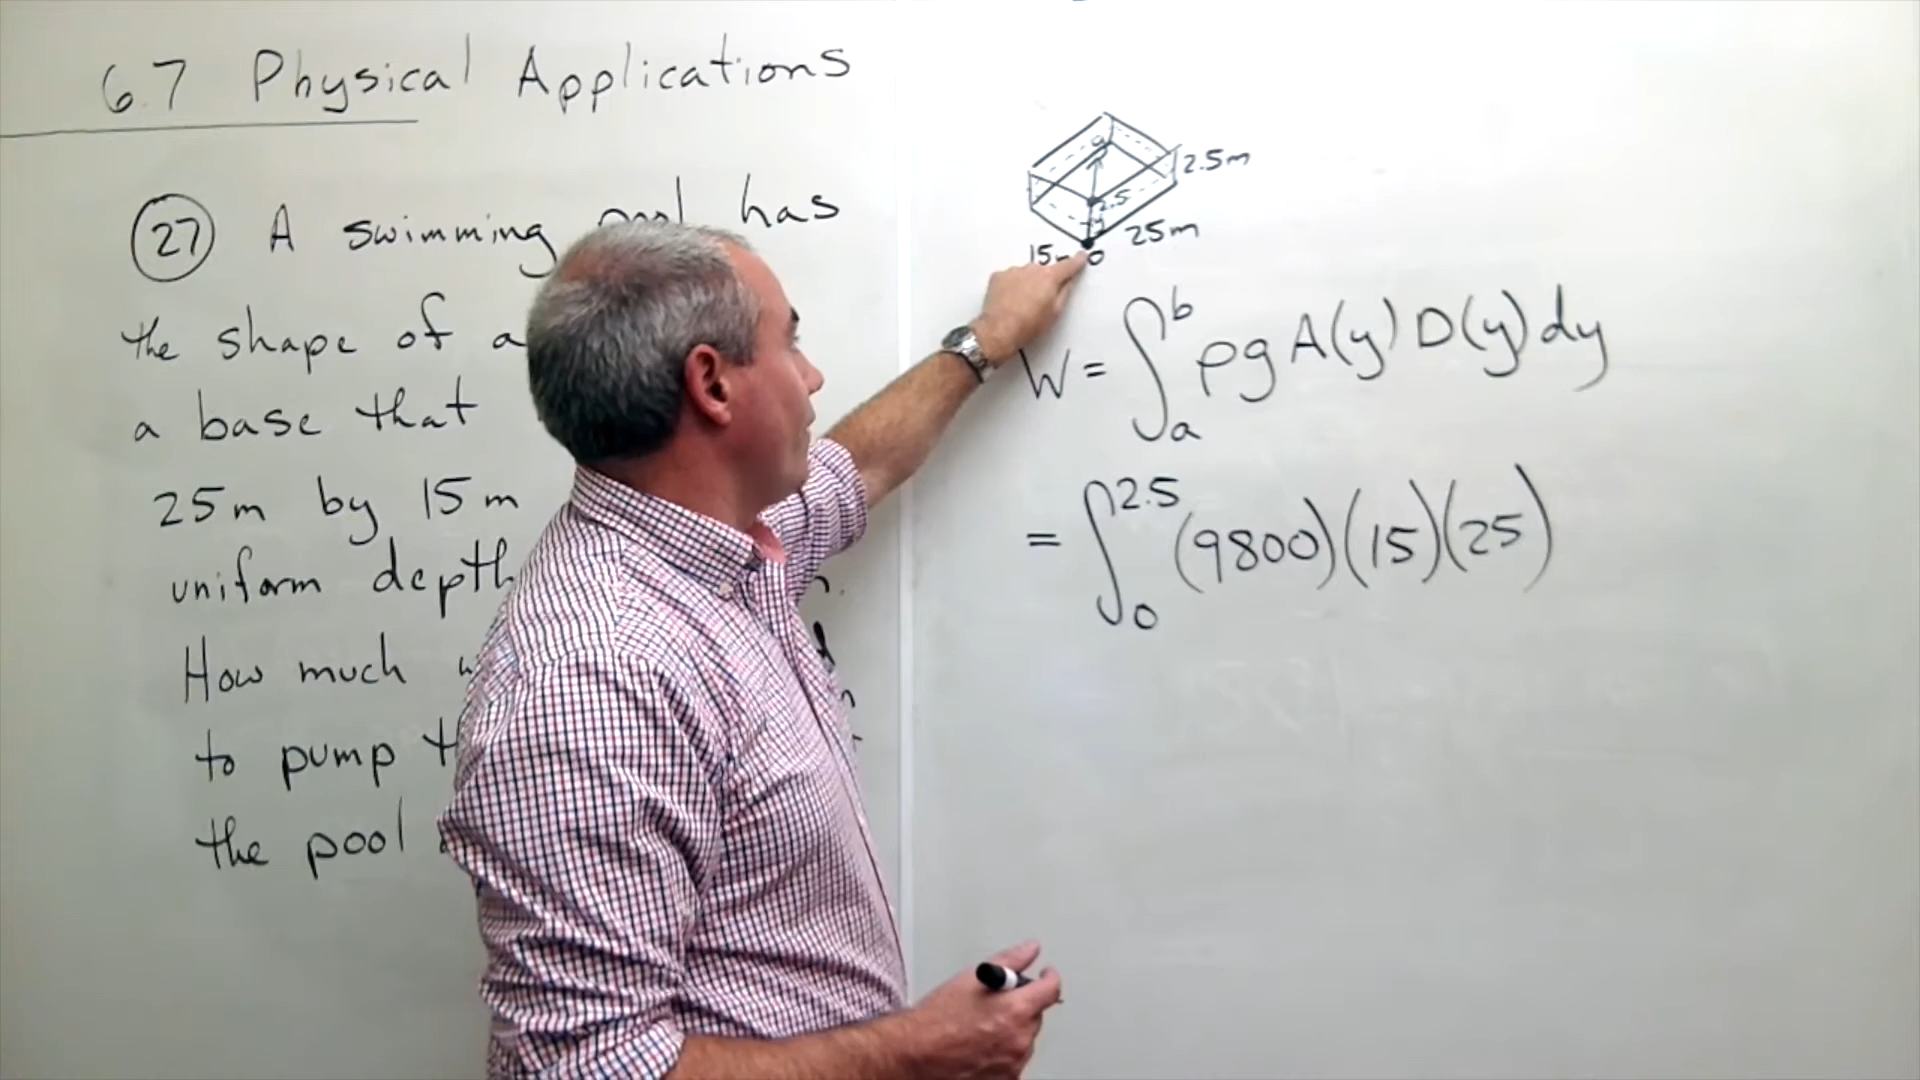 6.7 Physical Applications
27 A swimming pool has
the shape of a
a base that
25m by 15m
uniform depth
How much
to pump
the pool
2.5m
2.5
y
25m
0
W = ∫_a^b ρg A(y) D(y) dy
= ∫_0^2.5 (9800)(15)(25)